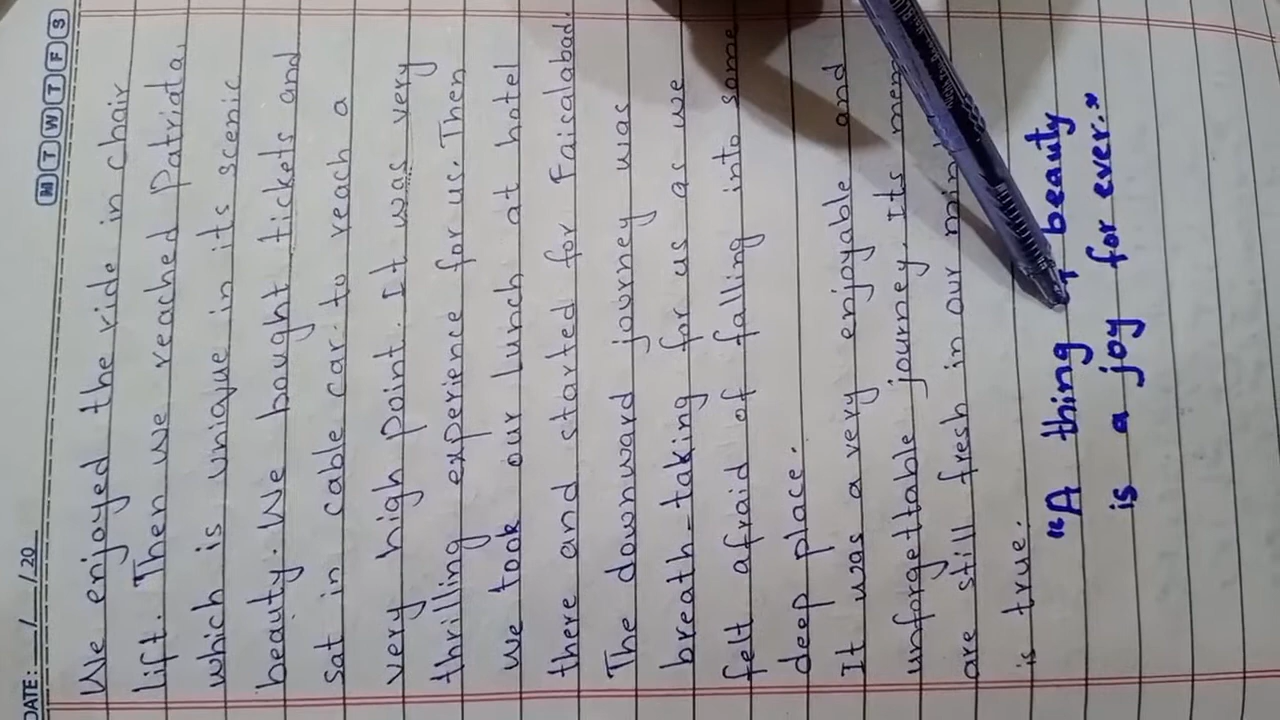 DATE: __/__/20
M T W T F S
We enjoyed the ride in chair
lift. Then we reached Patriata,
which is uniqiue in its scenic
beauty. We bought tickets and
sat in cable car to reach a
very high point. It was very
thrilling experience for us. Then
we took our lunch at hotel
there and started for Faisalabad.
The downward journey was
breath-taking for us as we
felt afraid of falling into some
deep place.
It was a very enjoyable and
unforgettable journey. Its
are still fresh in our
is true.
"A thing beauty
is a joy for ever."